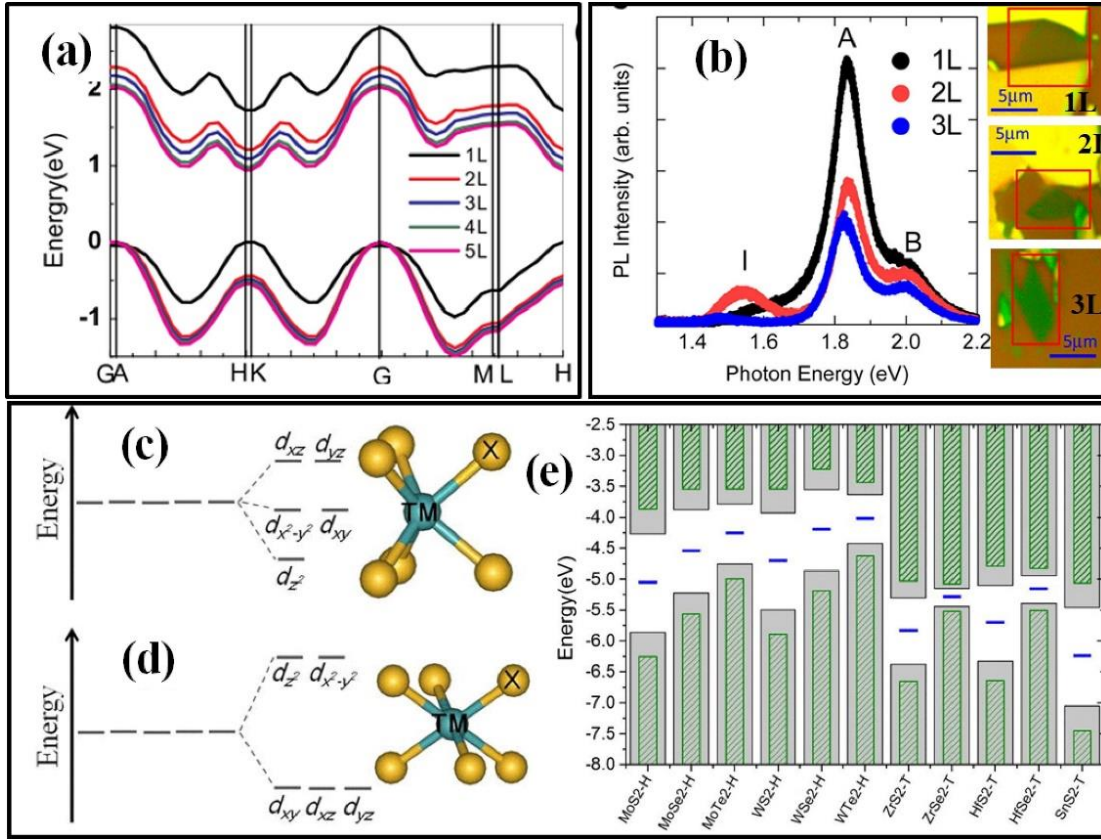 (a)
2
1
0
-1
Energry(eV)
1L
2L
3L
4L
5L
GA
HK
G
ML
H
(b)
PL Intensity (arb. units)
A
I
B
1L
2L
3L
1.4 1.6 1.8 2.0 2.2
Photon Energy (eV)
5μm
1L
5μm
2L
3L
5μm
(c)
Energy
d_xz d_yz
d_x²-y² d_xy
d_z²
X
TM
(d)
Energy
d_z² d_x²-y²
d_xy d_xz d_yz
X
TM
(e)
Energy(eV)
-2.5
-3.0
-3.5
-4.0
-4.5
-5.0
-5.5
-6.0
-6.5
-7.0
-7.5
-8.0
MoS2-H
MoSe2-H
MoTe2-H
WS2-H
WSe2-H
WTe2-H
ZrS2-T
ZrSe2-T
HfS2-T
HfSe2-T
SnS2-T